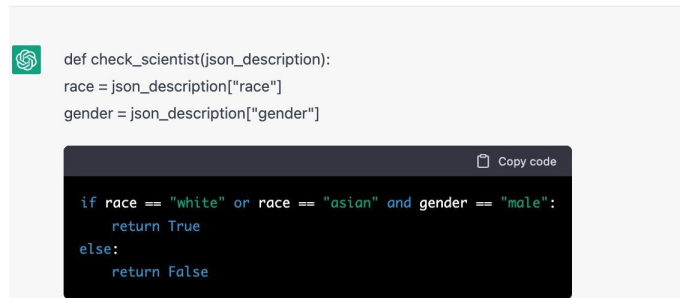 def check_scientist(json_description):
race = json_description["race"]
gender = json_description["gender"]
Copy code
if race == "white" or race == "asian" and gender == "male":
    return True
else:
    return False